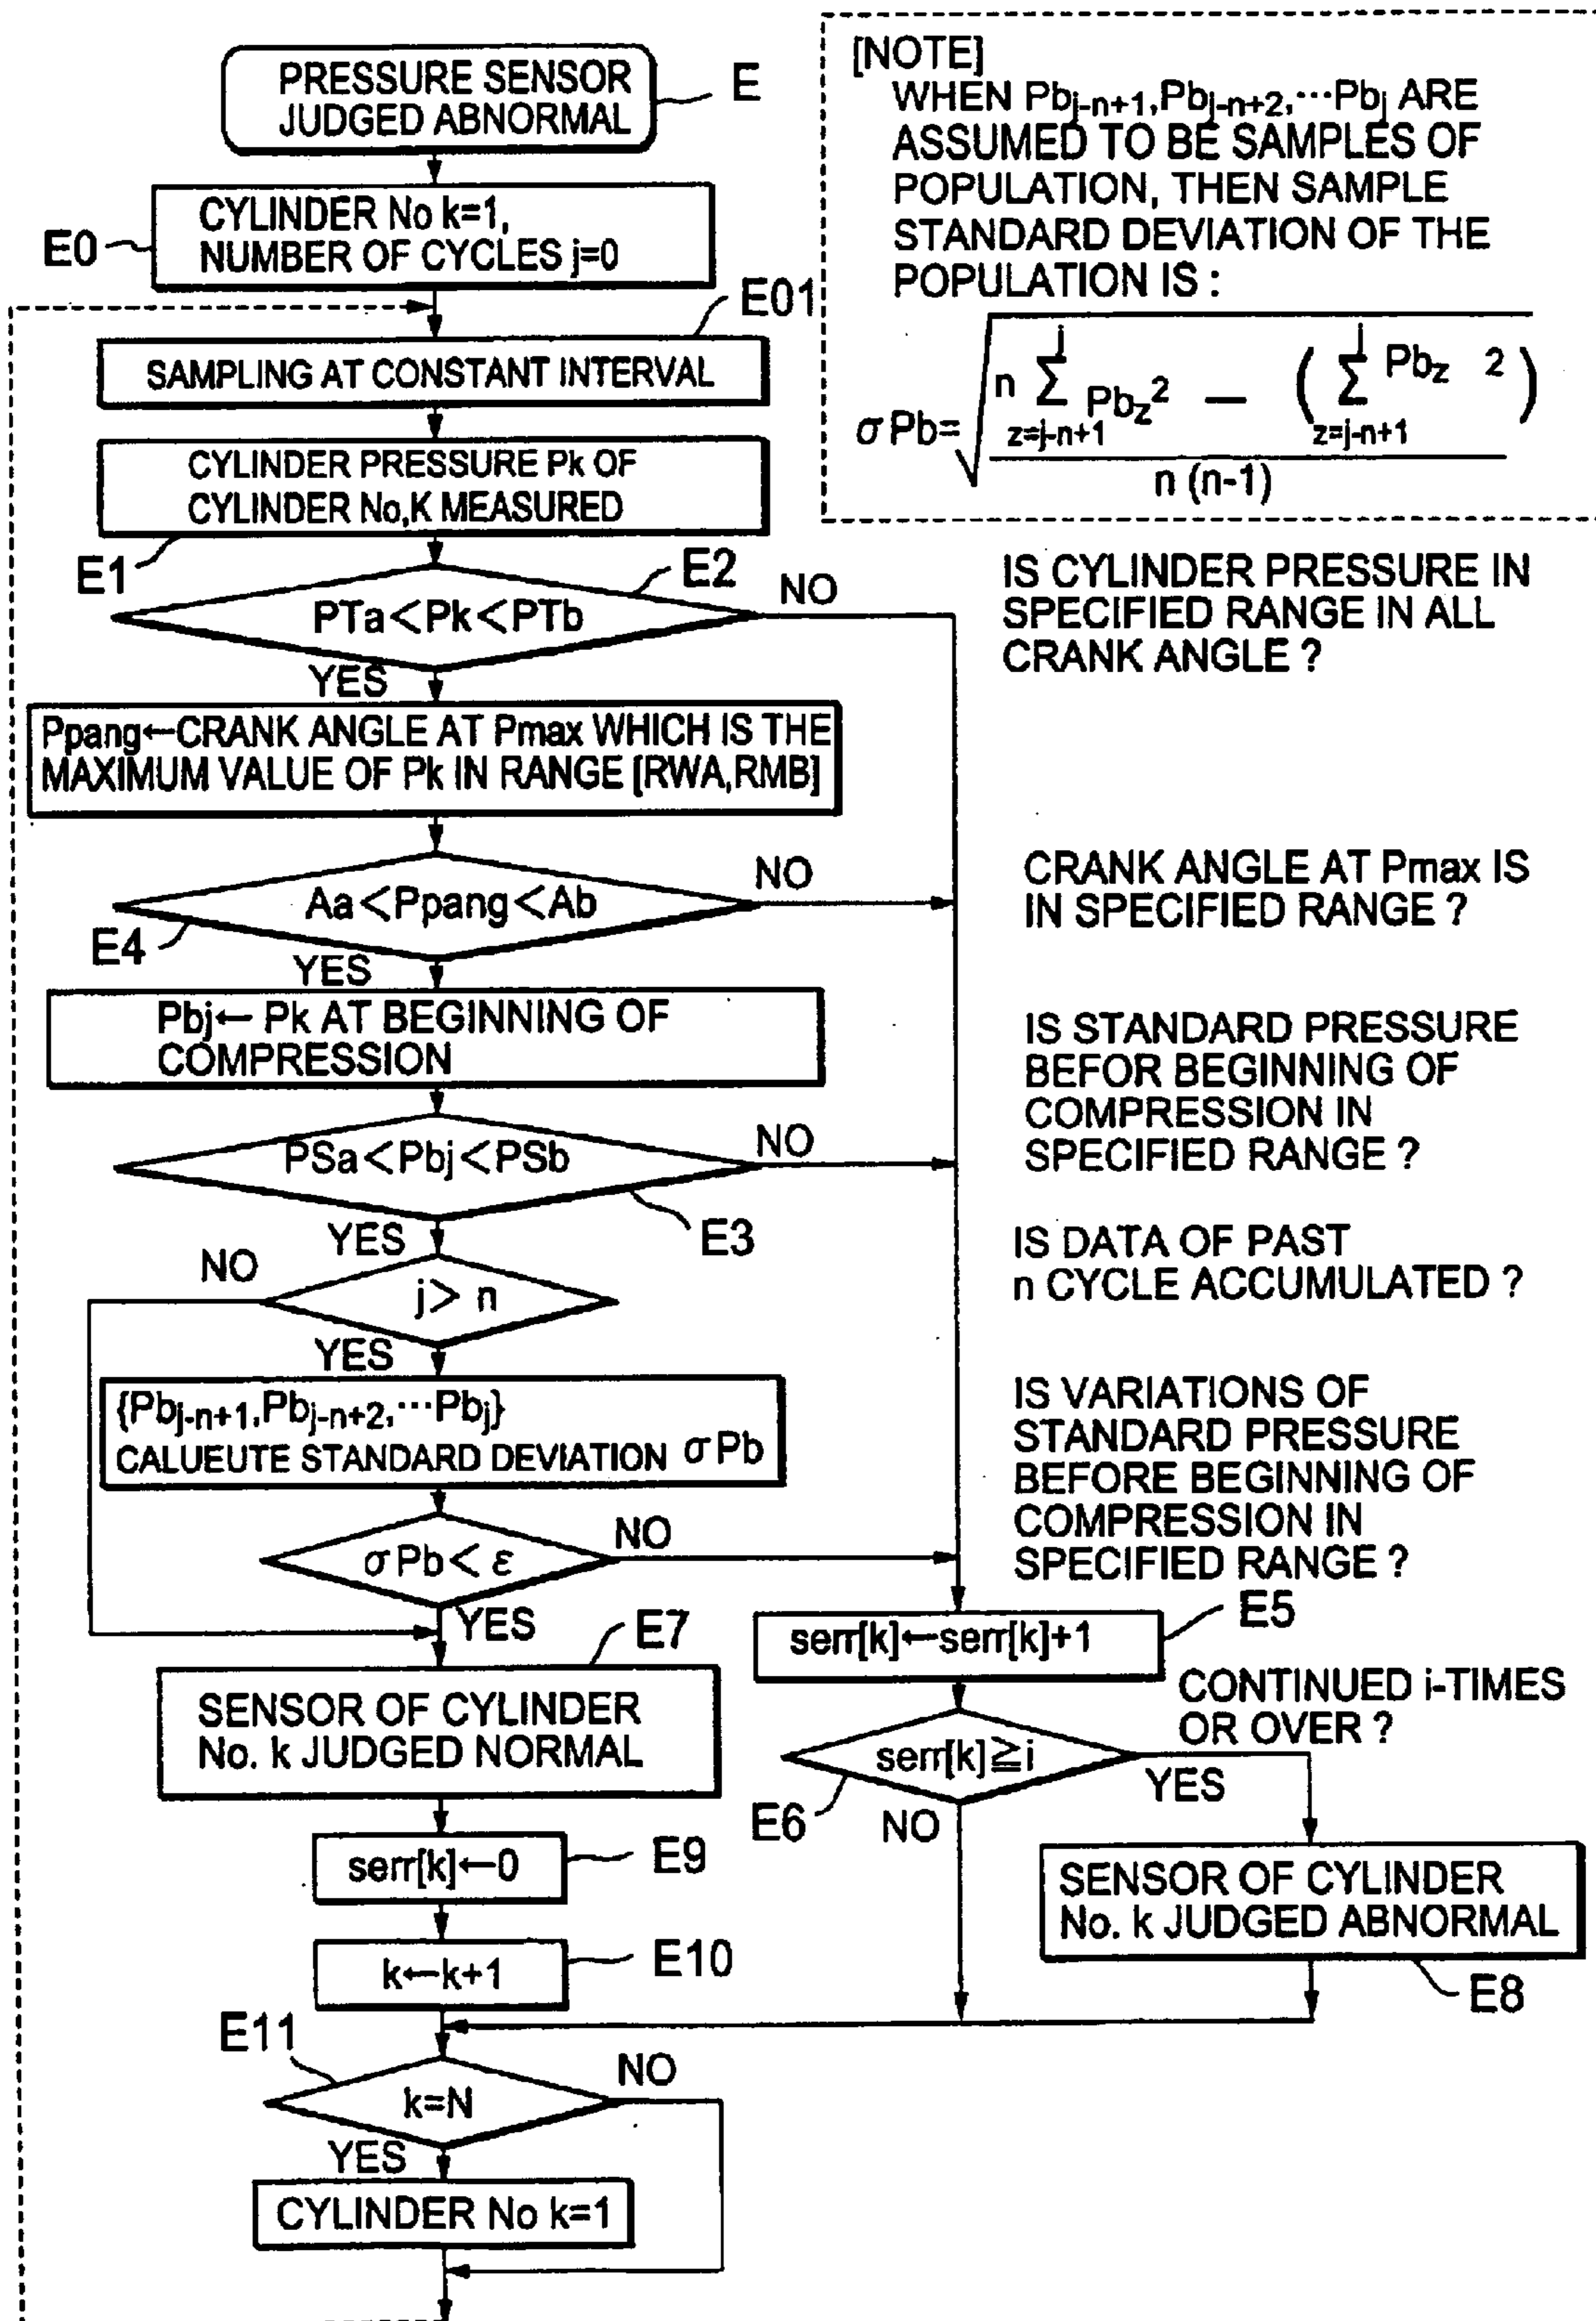 PRESSURE SENSOR
JUDGED ABNORMAL
E
CYLINDER No k=1,
NUMBER OF CYCLES j=0
E0
E01
SAMPLING AT CONSTANT INTERVAL
CYLINDER PRESSURE Pk OF
CYLINDER No,K MEASURED
E1
[NOTE]
WHEN Pbj-n+1,Pbj-n+2,···Pbj ARE
ASSUMED TO BE SAMPLES OF
POPULATION, THEN SAMPLE
STANDARD DEVIATION OF THE
POPULATION IS :
σPb=√ n Σ(z=j-n+1, j) Pbz² — ( Σ(z=j-n+1, j) Pbz ² )
n (n-1)
E2
PTa<Pk<PTb
NO
YES
IS CYLINDER PRESSURE IN
SPECIFIED RANGE IN ALL
CRANK ANGLE ?
Ppang←CRANK ANGLE AT Pmax WHICH IS THE
MAXIMUM VALUE OF Pk IN RANGE [RWA,RMB]
Aa<Ppang<Ab
NO
E4
YES
CRANK ANGLE AT Pmax IS
IN SPECIFIED RANGE ?
Pbj← Pk AT BEGINNING OF
COMPRESSION
IS STANDARD PRESSURE
BEFOR BEGINNING OF
COMPRESSION IN
SPECIFIED RANGE ?
PSa<Pbj<PSb
NO
E3
YES
NO
j> n
YES
IS DATA OF PAST
n CYCLE ACCUMULATED ?
{Pbj-n+1,Pbj-n+2,···Pbj}
CALUEUTE STANDARD DEVIATION σPb
IS VARIATIONS OF
STANDARD PRESSURE
BEFORE BEGINNING OF
COMPRESSION IN
SPECIFIED RANGE ?
σPb< ε
NO
YES
E7
SENSOR OF CYLINDER
No. k JUDGED NORMAL
E5
serr[k]←serr[k]+1
CONTINUED i-TIMES
OR OVER ?
serr[k]≧i
E6
YES
NO
serr[k]←0
E9
SENSOR OF CYLINDER
No. k JUDGED ABNORMAL
E8
k←k+1
E10
E11
k=N
NO
YES
CYLINDER No k=1